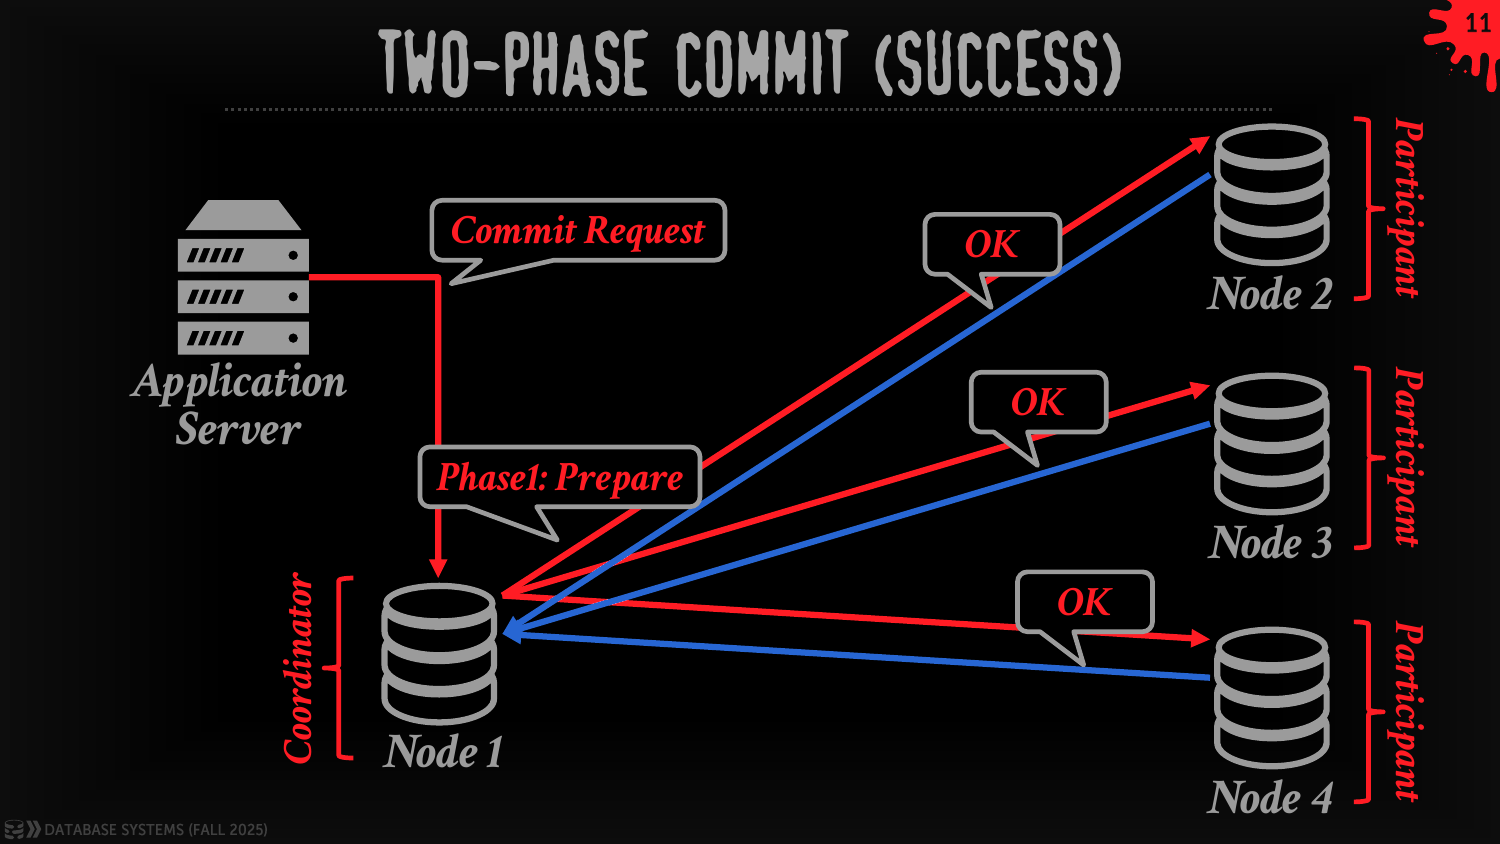 11
TWO-PHASE COMMIT (SUCCESS)
Commit Request
OK
Participant
Node 2
Application
Server
OK
Participant
Node 3
Phase1: Prepare
OK
Participant
Node 4
Coordinator
Node 1
DATABASE SYSTEMS (FALL 2025)